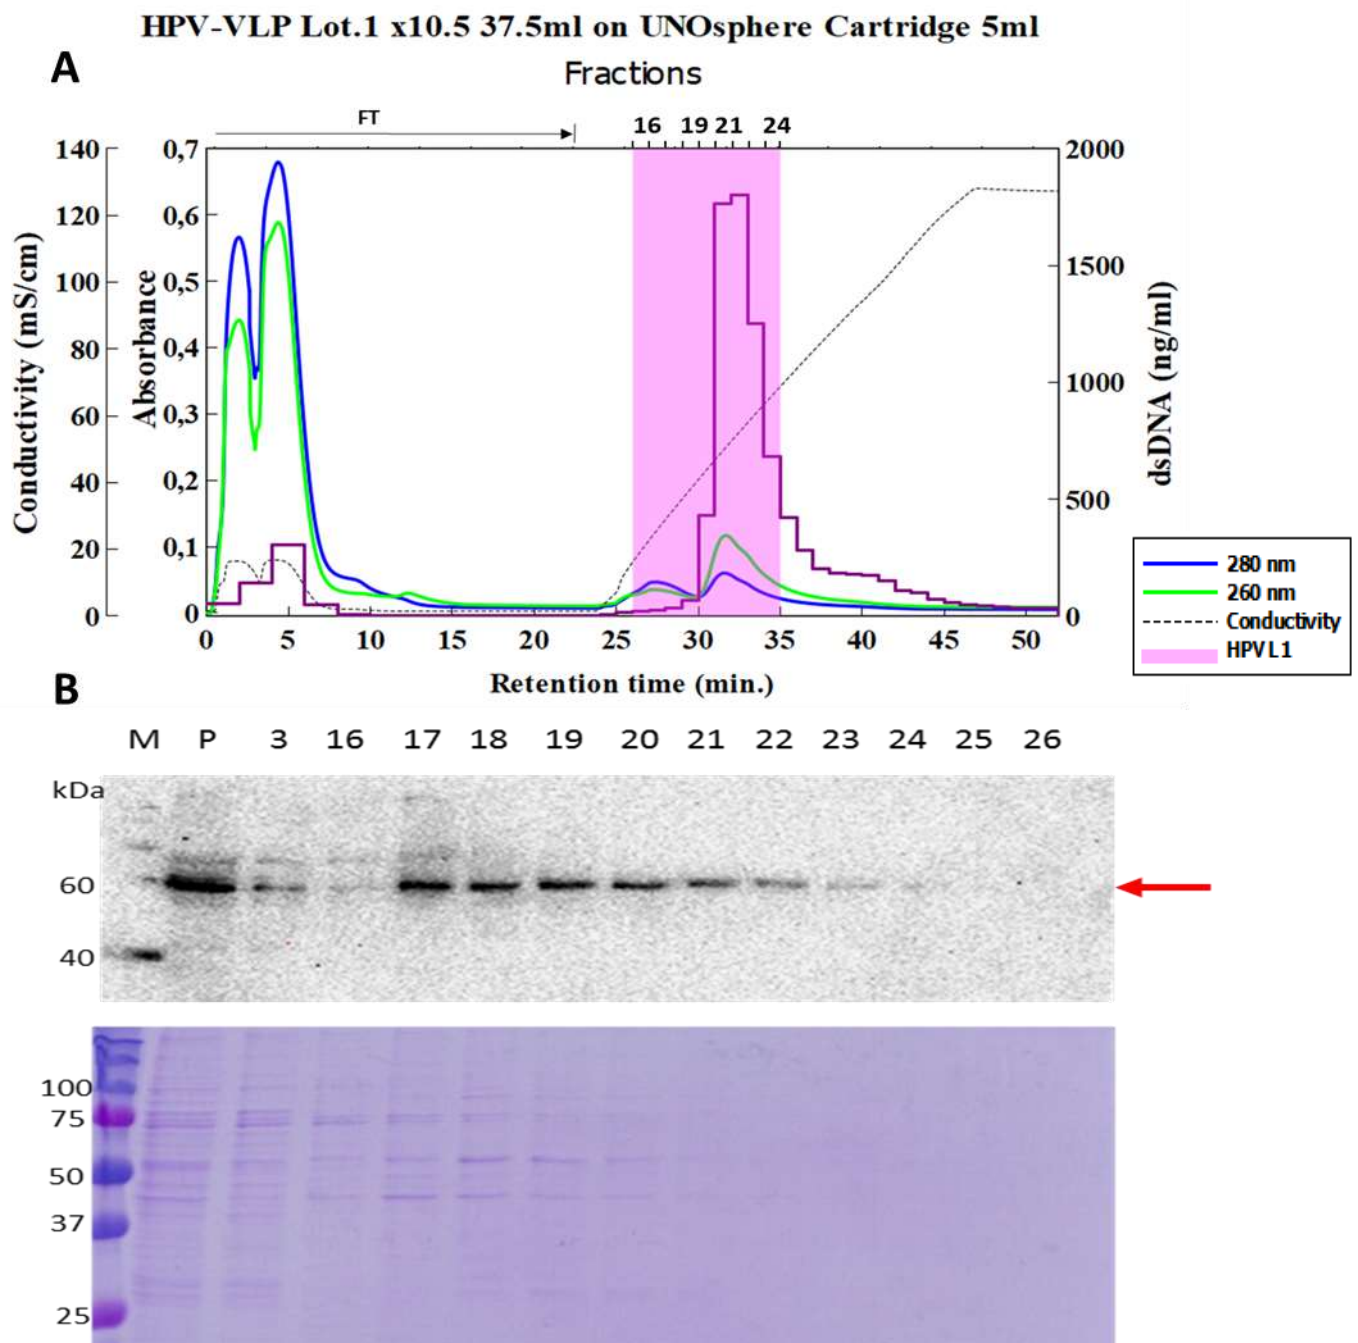 HPV-VLP Lot.1 x10.5 37.5ml on UNOsphere Cartridge 5ml
A
Fractions
FT
16 19 21 24
140 0,7 2000
120 0,6
100 0,5 1500
80 0,4
1000
60 0,3
40 0,2
500
20 0,1
0 0 0
Conductivity (mS/cm)
Absorbance
dsDNA (ng/ml)
0 5 10 15 20 25 30 35 40 45 50
Retention time (min.)
280 nm
260 nm
Conductivity
HPV L1
B
M P 3 16 17 18 19 20 21 22 23 24 25 26
kDa
60
40
100
75
50
37
25